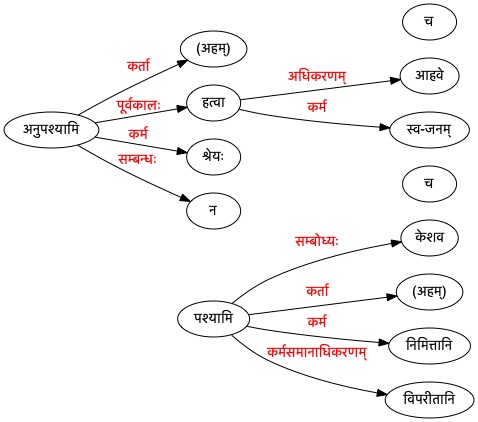 च
(अहम्)
कर्ता
आहवे
अधिकरणम्
पूर्वकालः
हत्वा
कर्म
अनुपश्यामि
स्व-जनम्
कर्म
श्रेयः
सम्बन्धः
च
न
केशव
सम्बोध्यः
(अहम्)
कर्ता
पश्यामि
कर्म
निमित्तानि
कर्मसमानाधिकरणम्
विपरीतानि